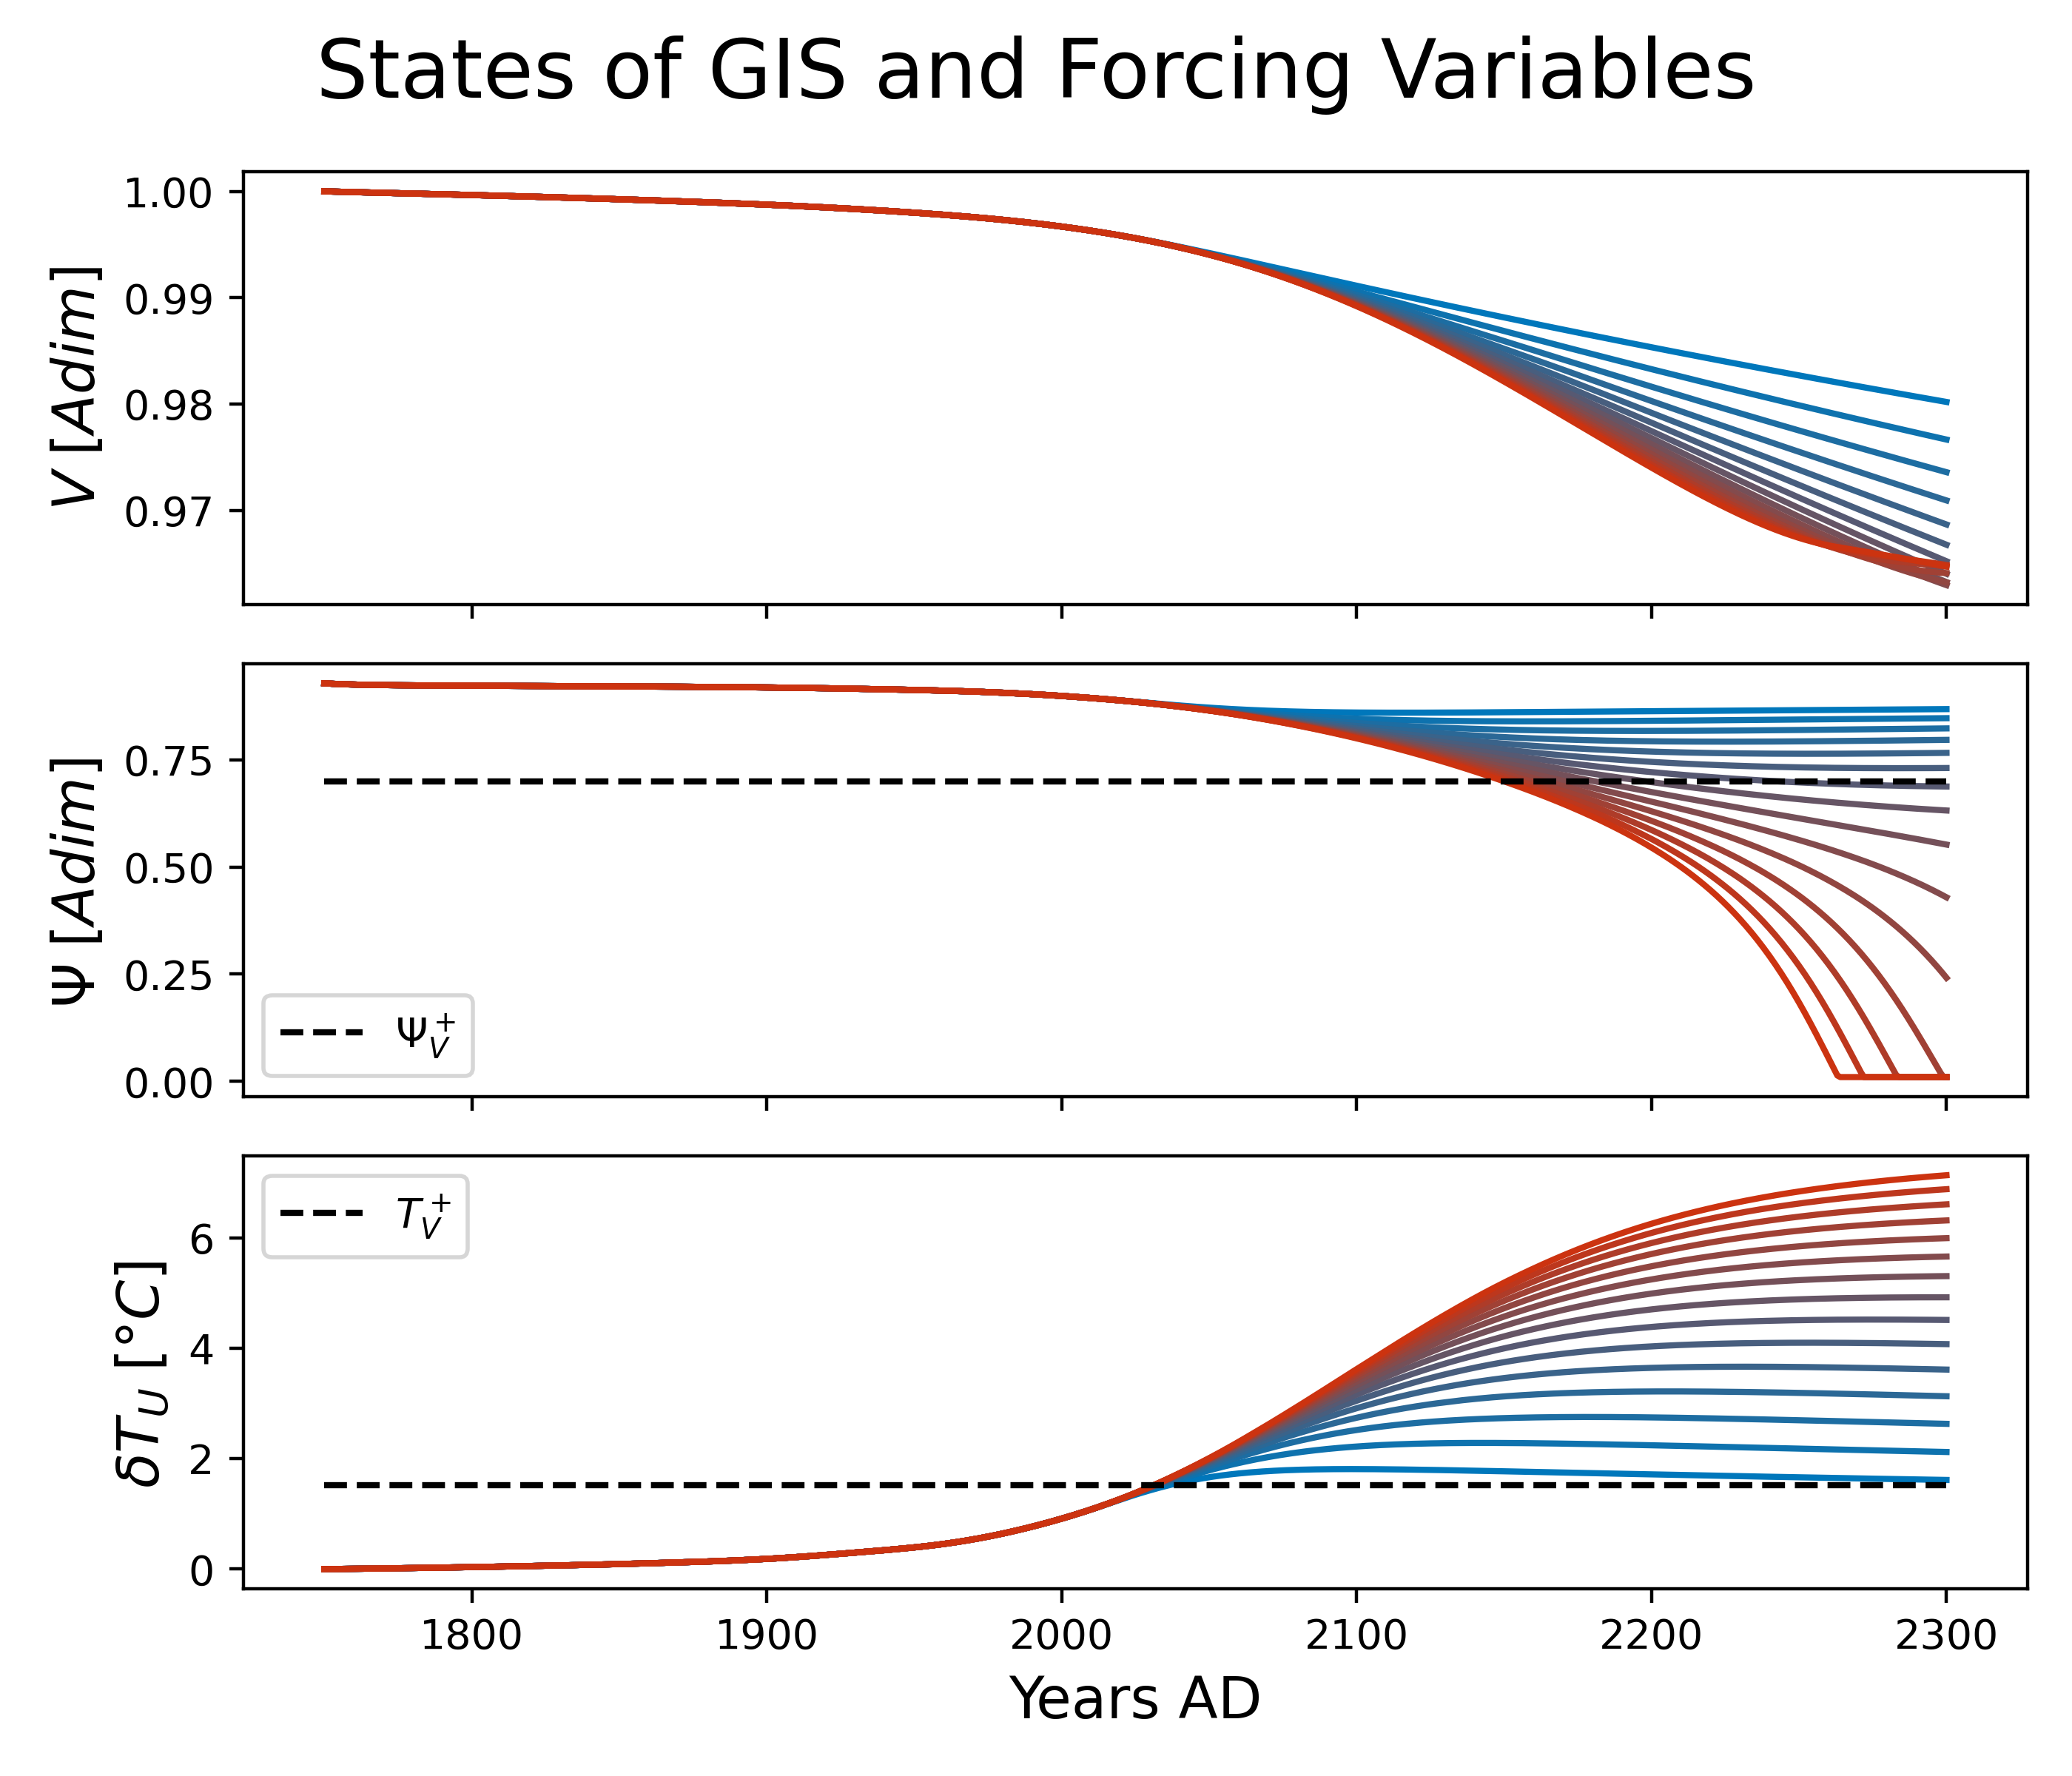 States of GIS and Forcing Variables
1.00
0.99
0.98
0.97
V [Adim]
0.75
0.50
0.25
0.00
Ψ [Adim]
Ψ_V^+
6
4
2
0
δT_U [°C]
T_V^+
1800 1900 2000 2100 2200 2300
Years AD